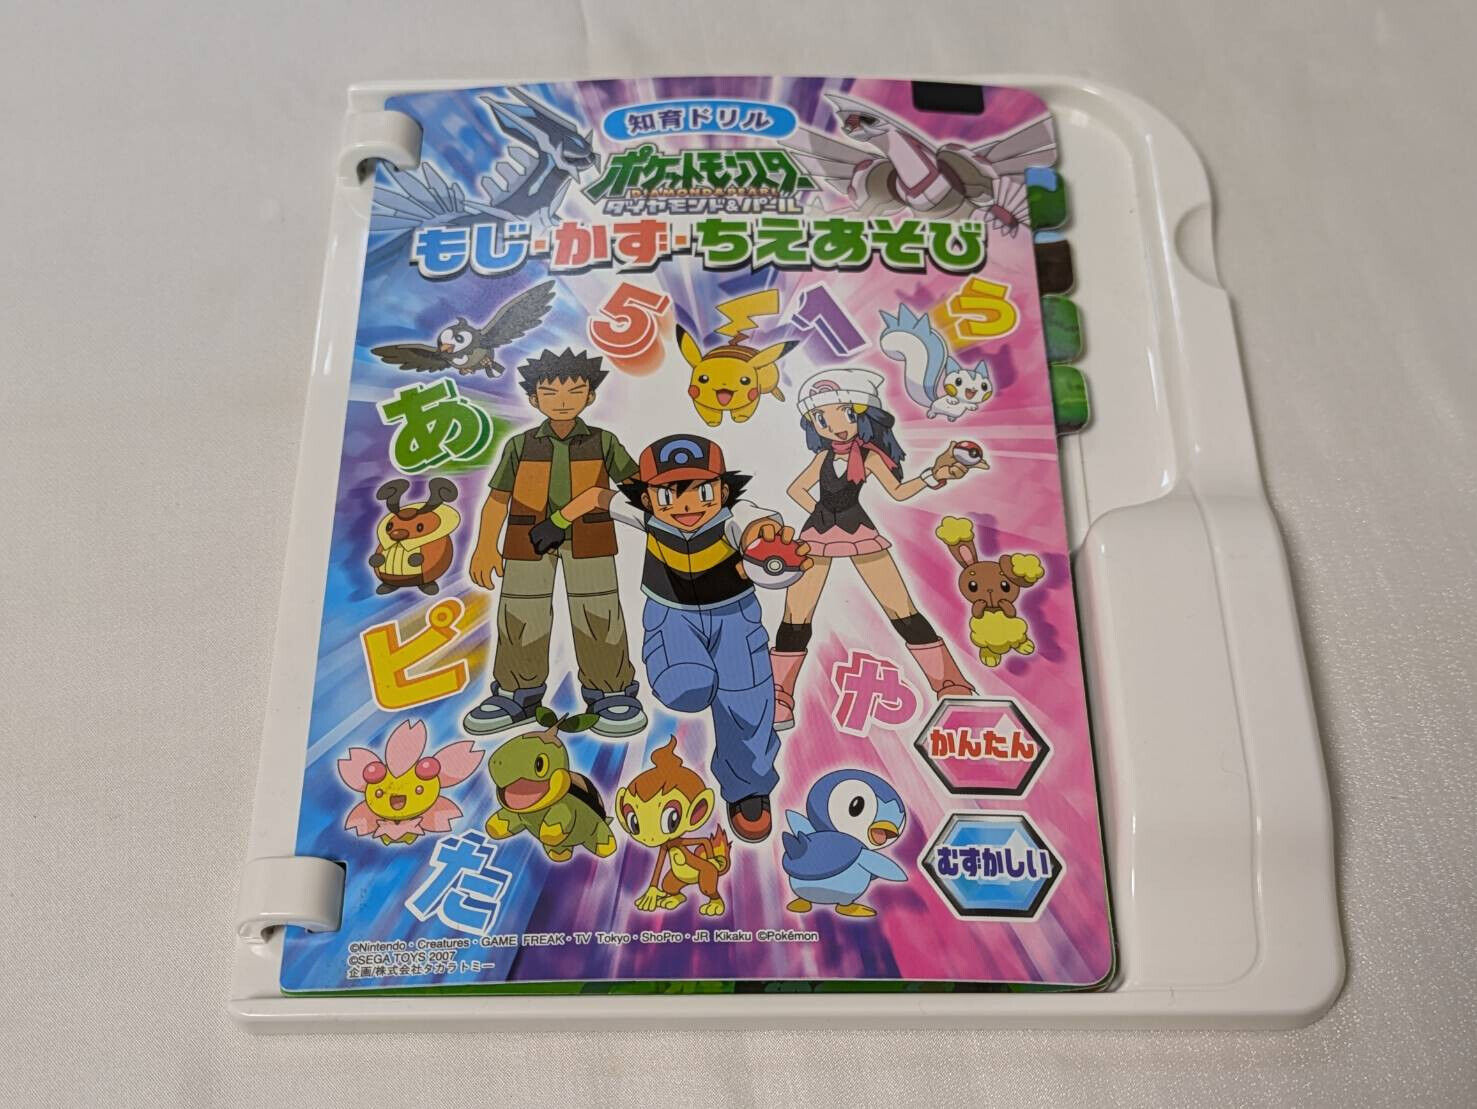 知育ドリル
ポケットモンスター
DIAMOND & PEARL
ダイヤモンド&パール
もじ・かず・ちえあそび
5
1
う
あ
ピ
や
かんたん
むずかしい
た
©Nintendo・Creatures・GAME FREAK・TV Tokyo・ShoPro・JR Kikaku ©Pokémon
©SEGA TOYS 2007
企画/株式会社タカラトミー